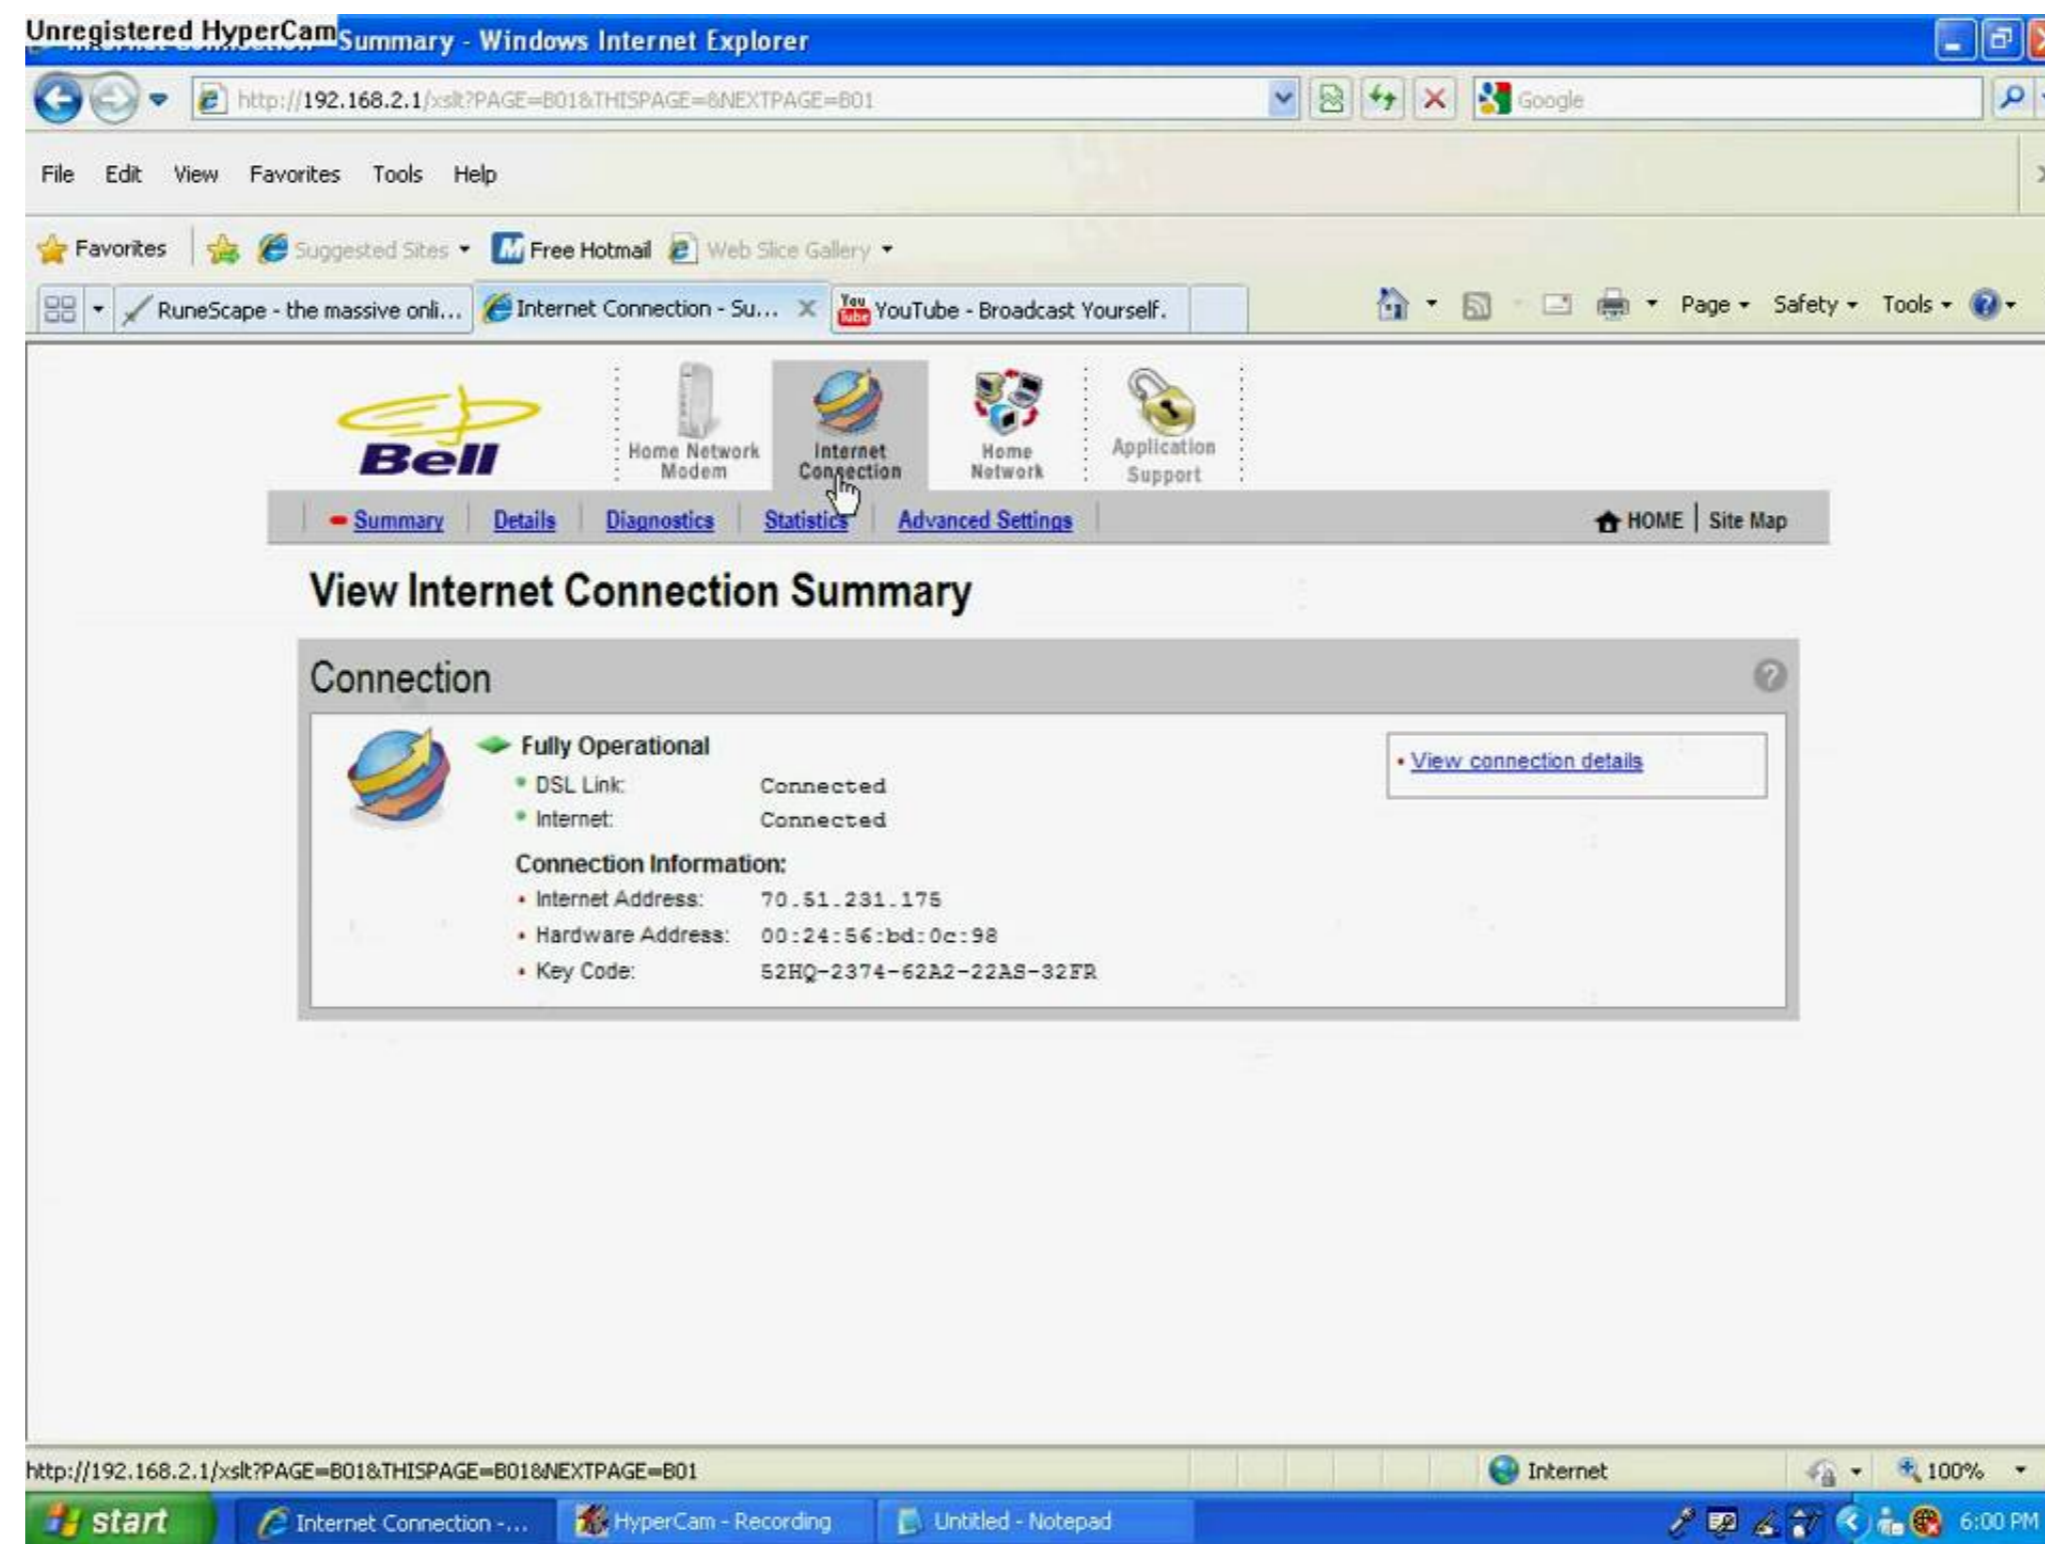 Unregistered HyperCam
Summary - Windows Internet Explorer
http://192.168.2.1/xslt?PAGE=B01&THISPAGE=&NEXTPAGE=B01
Google
File Edit View Favorites Tools Help
Favorites Suggested Sites Free Hotmail Web Slice Gallery
RuneScape - the massive onli... Internet Connection - Su... YouTube - Broadcast Yourself. Page Safety Tools
Bell
Home Network Modem
Internet Connection
Home Network
Application Support
Summary Details Diagnostics Statistics Advanced Settings HOME Site Map
View Internet Connection Summary
Connection
Fully Operational
DSL Link: Connected
Internet: Connected
View connection details
Connection Information:
Internet Address: 70.51.231.175
Hardware Address: 00:24:56:bd:0c:98
Key Code: 52HQ-2374-62A2-22AS-32FR
http://192.168.2.1/xslt?PAGE=B01&THISPAGE=B01&NEXTPAGE=B01 Internet 100%
start Internet Connection -... HyperCam - Recording Untitled - Notepad 6:00 PM